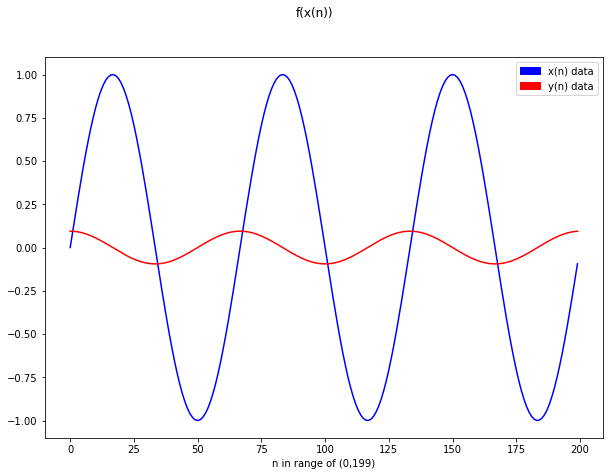 f(x(n))
x(n) data
y(n) data
1.00
0.75
0.50
0.25
0.00
−0.25
−0.50
−0.75
−1.00
0 25 50 75 100 125 150 175 200
n in range of (0,199)